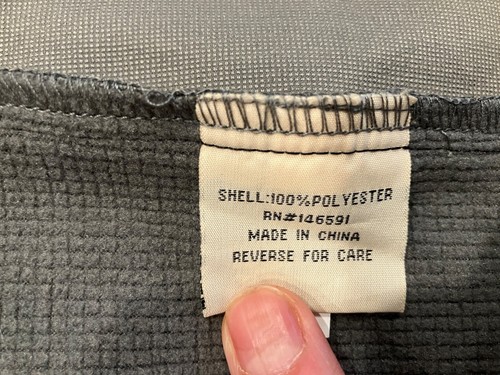 SHELL:100%POLYESTER
RN#146591
MADE IN CHINA
REVERSE FOR CARE